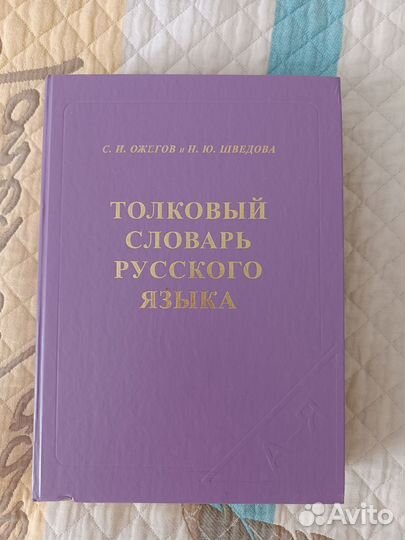 С. И. ОЖЕГОВ и Н. Ю. ШВЕДОВА
ТОЛКОВЫЙ
СЛОВАРЬ
РУССКОГО
ЯЗЫКА
А–Я
Avito